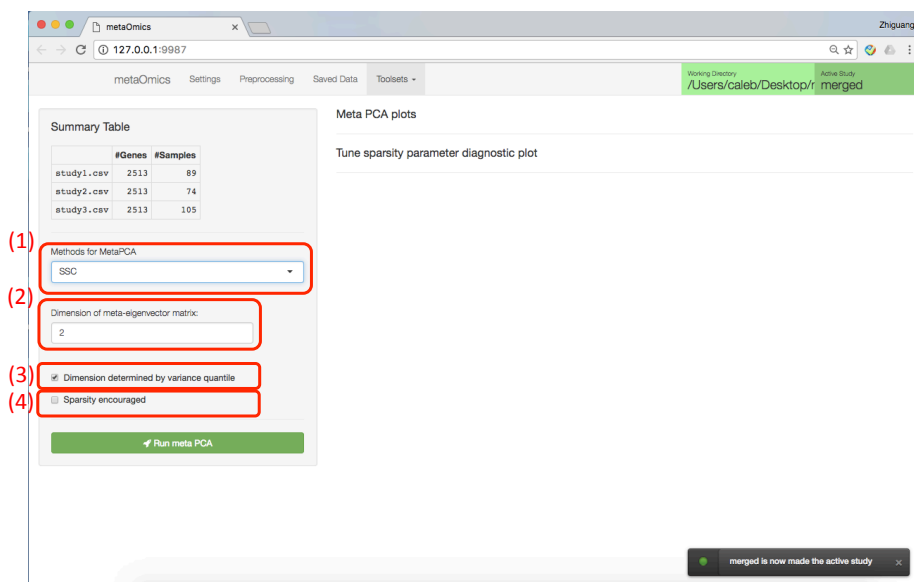 metaOmics
Zhiguang
127.0.0.1:9987
metaOmics Settings Preprocessing Saved Data Toolsets
Working Directory
/Users/caleb/Desktop/r
Active Study
merged
Summary Table
#Genes #Samples
study1.csv 2513 89
study2.csv 2513 74
study3.csv 2513 105
(1)
Methods for MetaPCA
SSC
(2)
Dimension of meta-eigenvector matrix:
2
(3)
Dimension determined by variance quantile
(4)
Sparsity encouraged
Run meta PCA
Meta PCA plots
Tune sparsity parameter diagnostic plot
merged is now made the active study